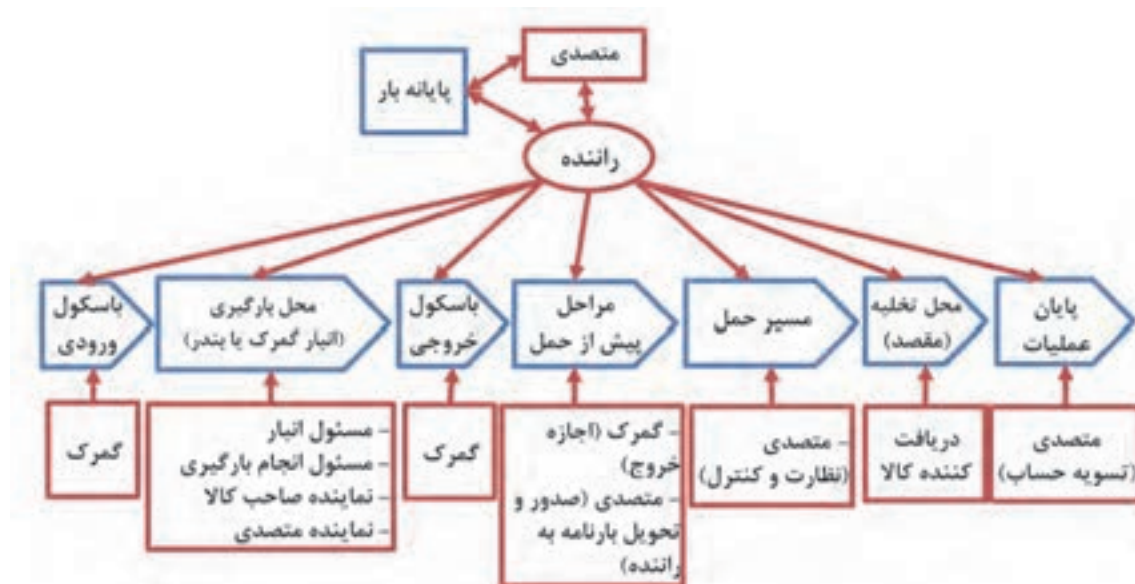 متصدی
پایانه بار
راننده
باسکول
ورودی
محل بارگیری
(انبار گمرک یا بندر)
باسکول
خروجی
مراحل
پیش از حمل
مسیر حمل
محل تخلیه
(مقصد)
پایان
عملیات
گمرک
- مسئول انبار
- مسئول انجام بارگیری
- نماینده صاحب کالا
- نماینده متصدی
گمرک
- گمرک (اجازه
خروج)
- متصدی (صدور و
تحویل بارنامه به
راننده)
- متصدی
(نظارت و کنترل)
دریافت
کننده کالا
متصدی
(تسویه حساب)